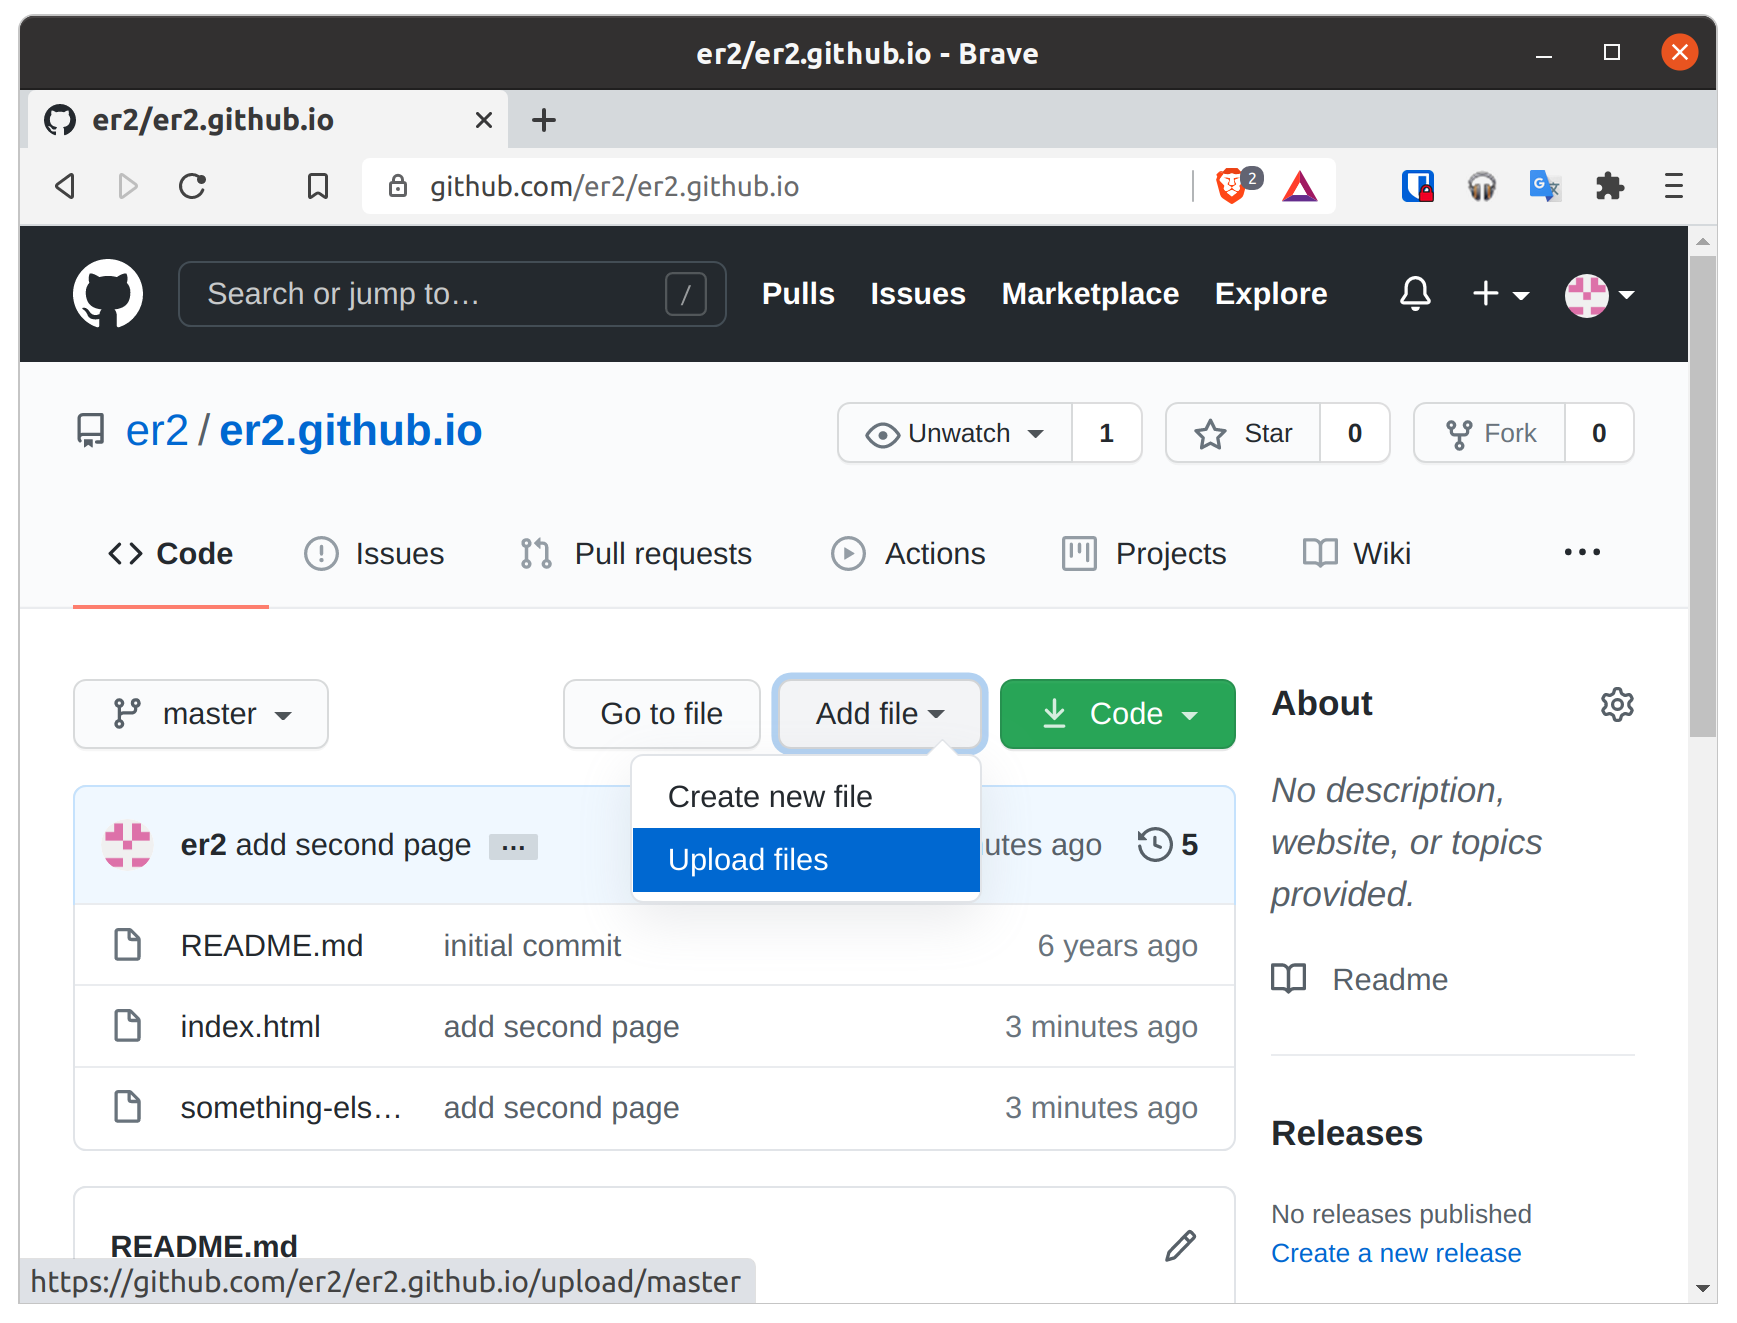 er2/er2.github.io - Brave
er2/er2.github.io
github.com/er2/er2.github.io
2
Search or jump to…
/
Pulls
Issues
Marketplace
Explore
er2 / er2.github.io
Unwatch
1
Star
0
Fork
0
Code
Issues
Pull requests
Actions
Projects
Wiki
master
Go to file
Add file
Code
Create new file
Upload files
er2 add second page
utes ago
5
README.md
initial commit
6 years ago
index.html
add second page
3 minutes ago
something-els…
add second page
3 minutes ago
README.md
About
No description,
website, or topics
provided.
Readme
Releases
No releases published
Create a new release
https://github.com/er2/er2.github.io/upload/master